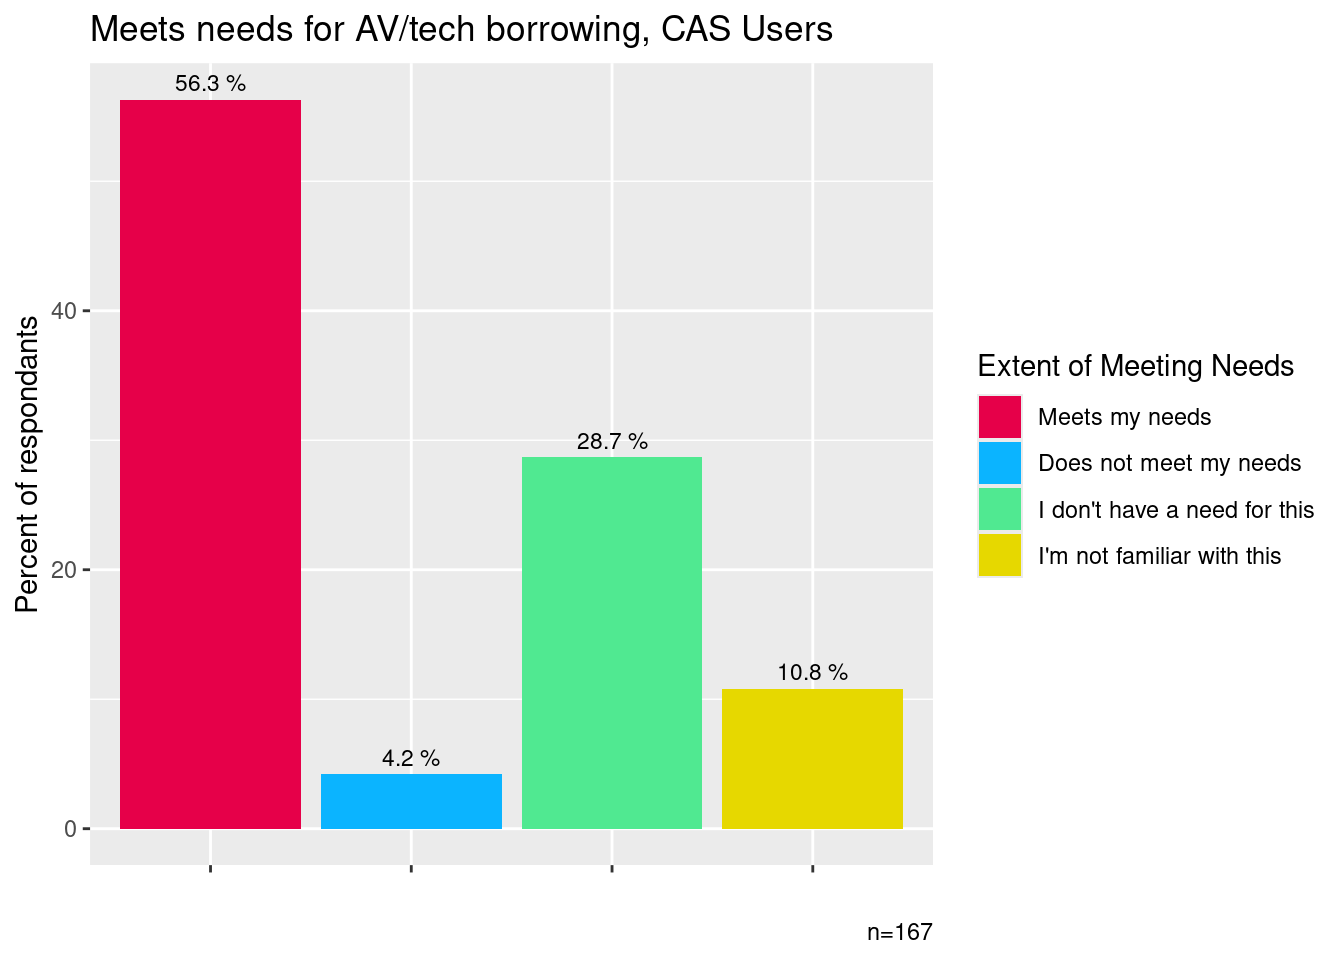 Meets needs for AV/tech borrowing, CAS Users
56.3 %
4.2 %
28.7 %
10.8 %
40
20
0
Percent of respondants
Extent of Meeting Needs
Meets my needs
Does not meet my needs
I don't have a need for this
I'm not familiar with this
n=167